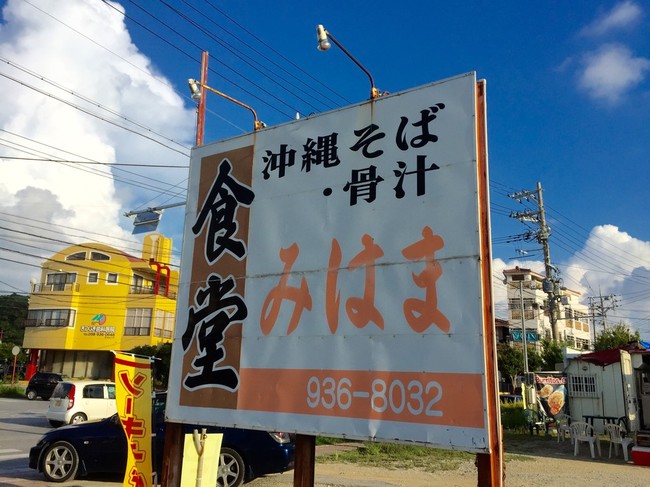 沖縄そば
・骨汁
食堂
みはま
936-8032